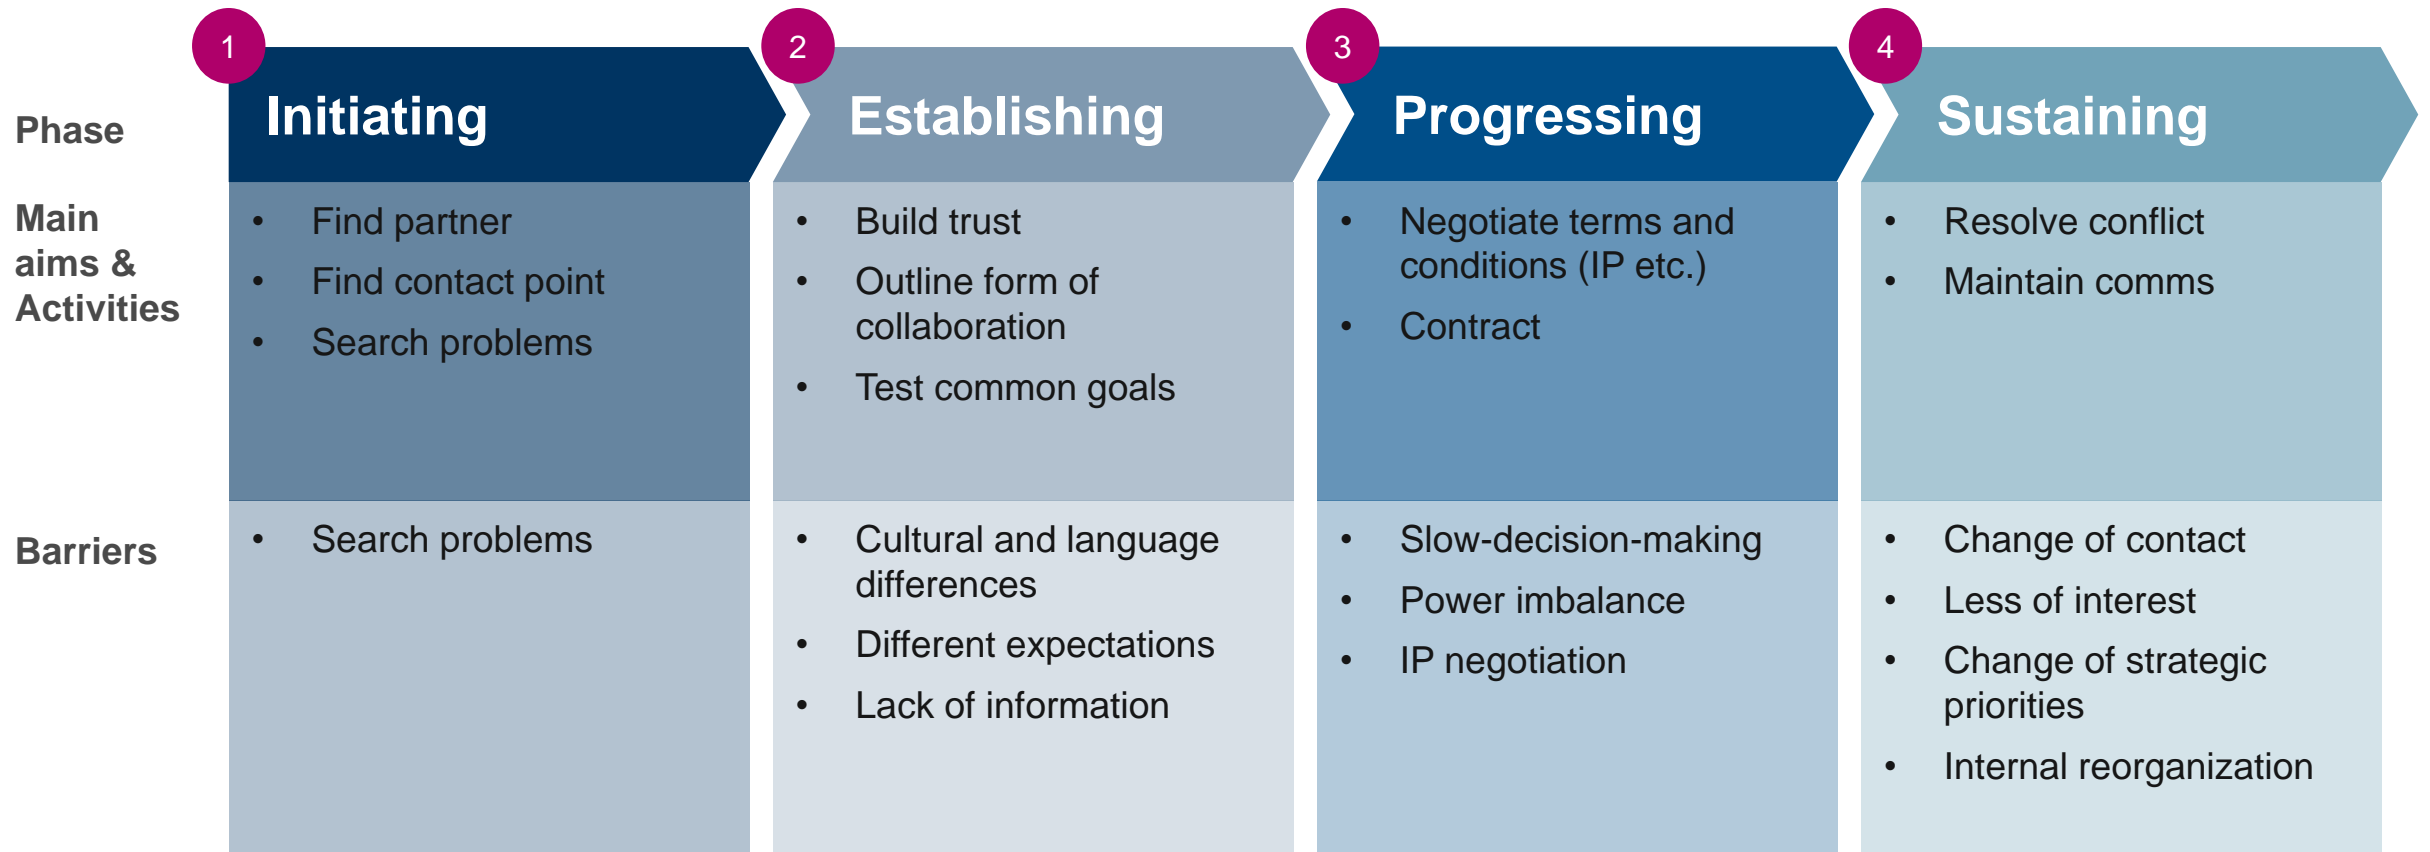 1
2
3
4
Phase
Initiating
Establishing
Progressing
Sustaining
Main
aims &
Activities
• Find partner
• Find contact point
• Search problems
• Build trust
• Outline form of
collaboration
• Test common goals
• Negotiate terms and
conditions (IP etc.)
• Contract
• Resolve conflict
• Maintain comms
Barriers
• Search problems
• Cultural and language
differences
• Different expectations
• Lack of information
• Slow-decision-making
• Power imbalance
• IP negotiation
• Change of contact
• Less of interest
• Change of strategic
priorities
• Internal reorganization